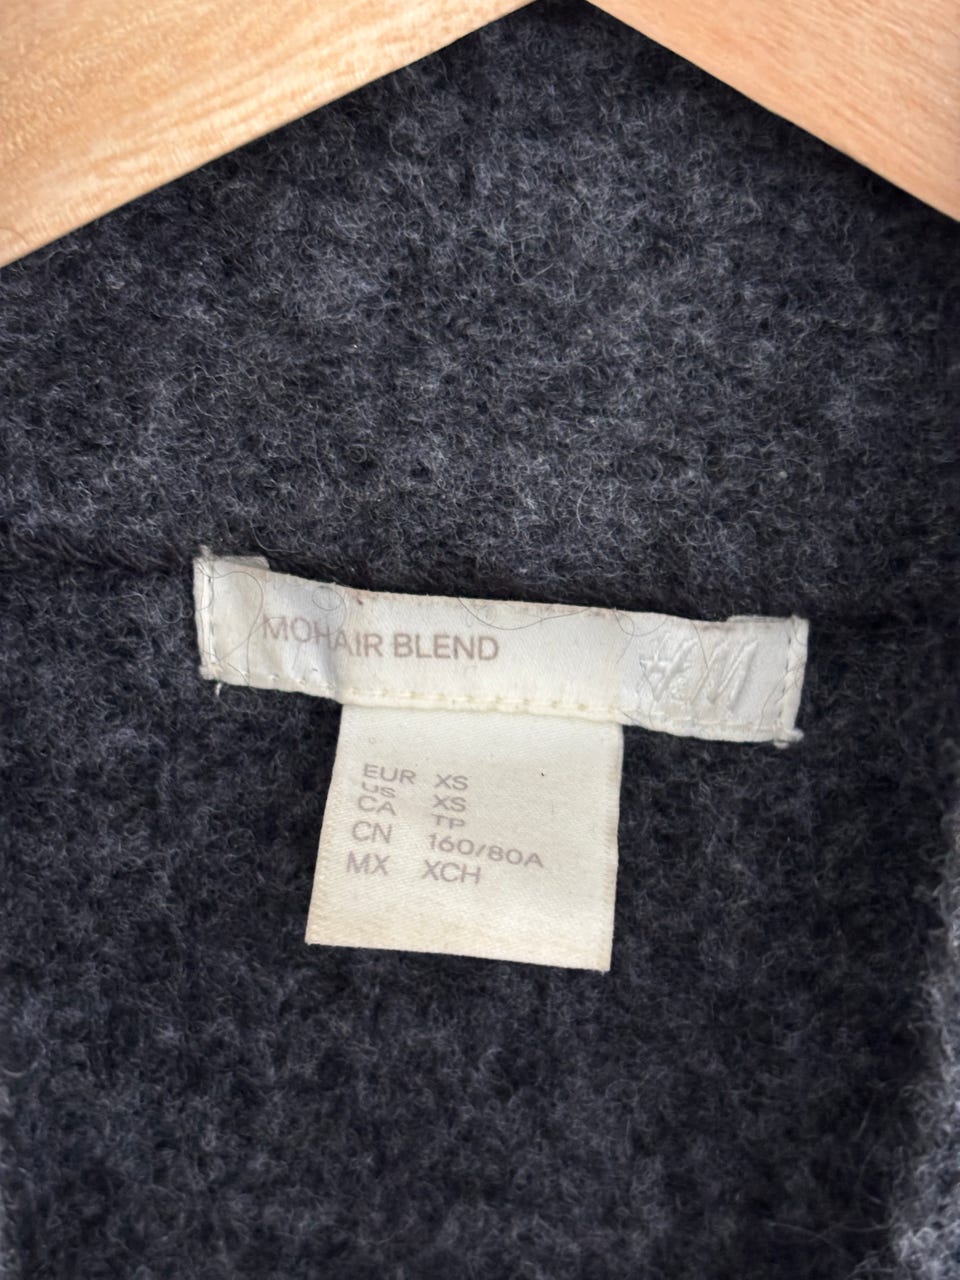 MOHAIR BLEND H&M
EUR XS
US XS
CA TP
CN 160/80A
MX XCH